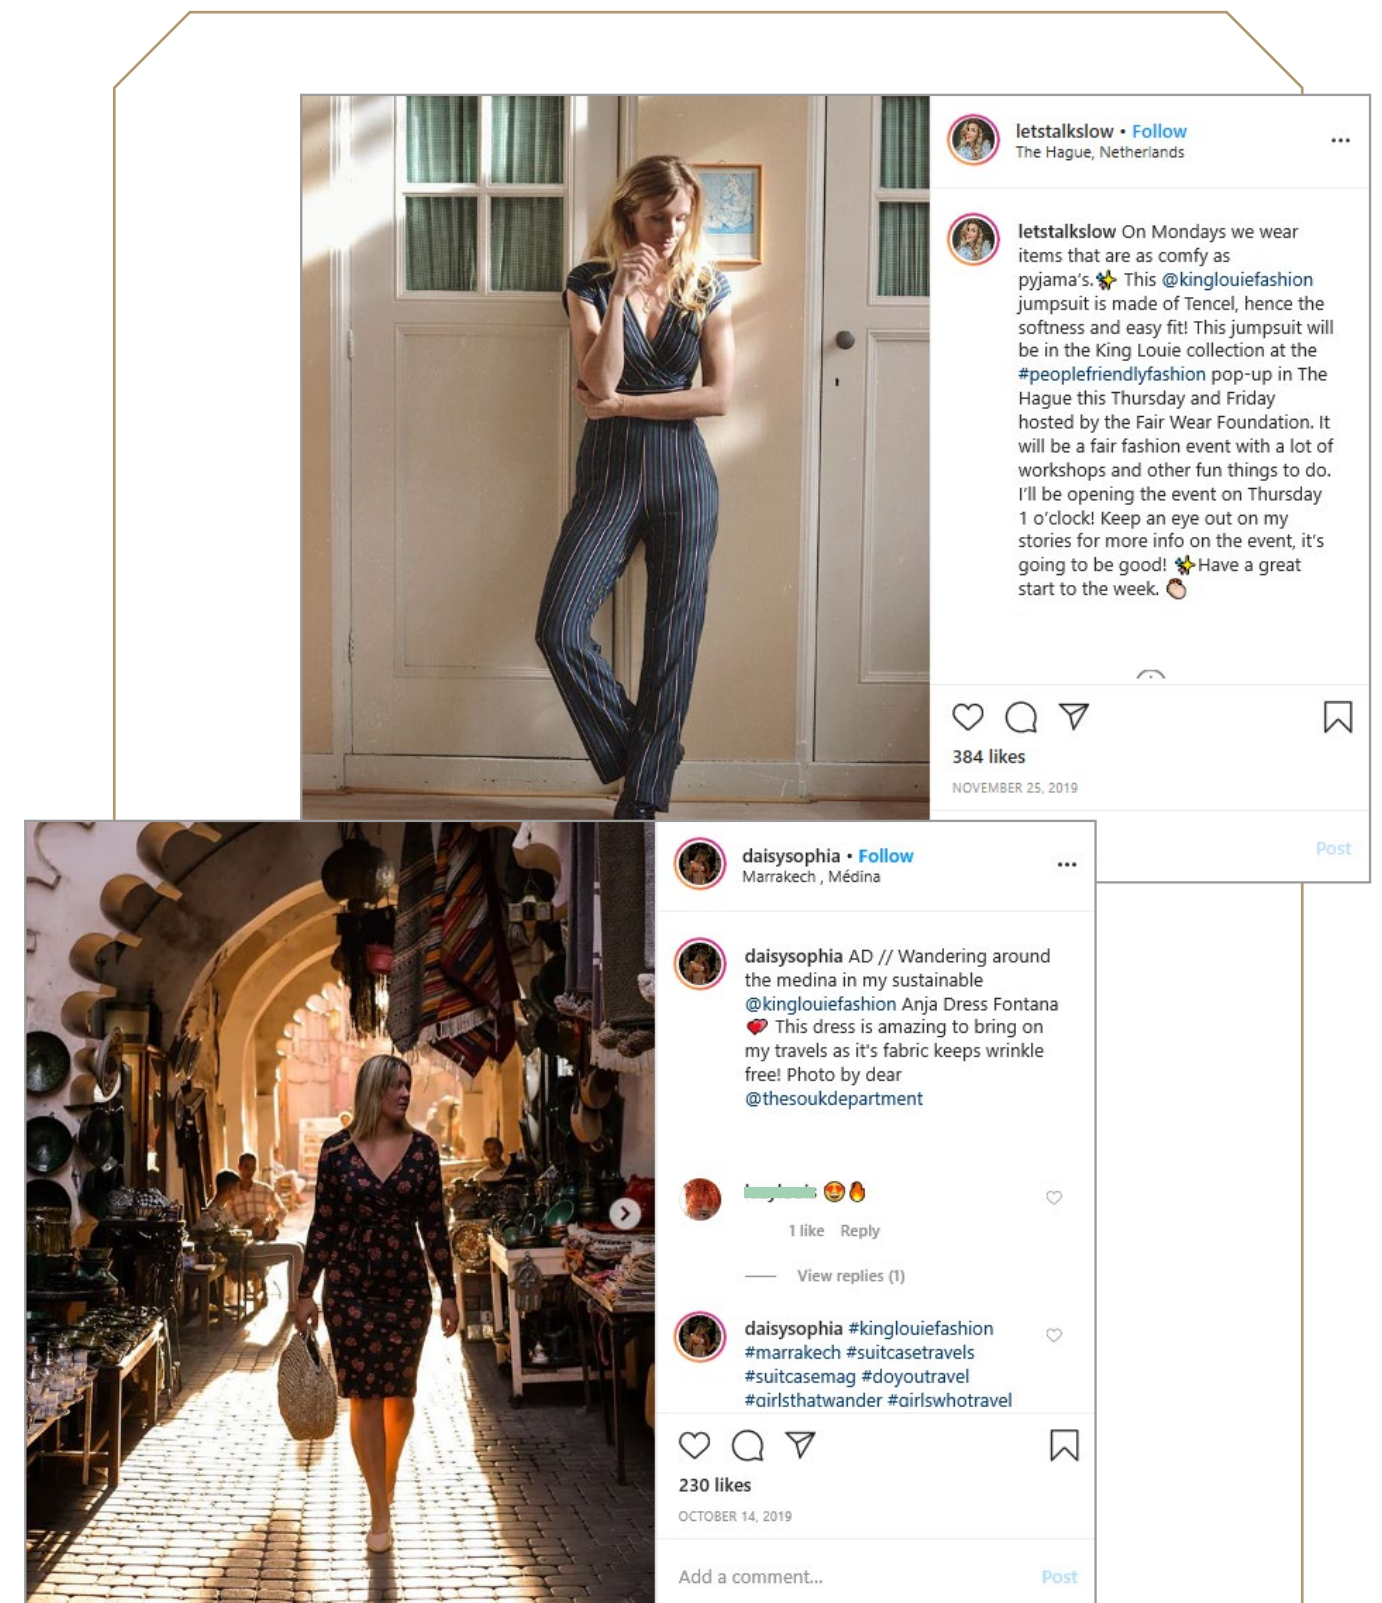 letstalkslow • Follow
The Hague, Netherlands
letstalkslow On Mondays we wear
items that are as comfy as
pyjama's.✨ This @kinglouiefashion
jumpsuit is made of Tencel, hence the
softness and easy fit! This jumpsuit will
be in the King Louie collection at the
#peoplefriendlyfashion pop-up in The
Hague this Thursday and Friday
hosted by the Fair Wear Foundation. It
will be a fair fashion event with a lot of
workshops and other fun things to do.
I'll be opening the event on Thursday
1 o'clock! Keep an eye out on my
stories for more info on the event, it's
going to be good! ✨Have a great
start to the week.
384 likes
NOVEMBER 25, 2019
Post
daisysophia • Follow
Marrakech , Médina
daisysophia AD // Wandering around
the medina in my sustainable
@kinglouiefashion Anja Dress Fontana
💕 This dress is amazing to bring on
my travels as it's fabric keeps wrinkle
free! Photo by dear
@thesoukdepartment
😍🔥
1 like Reply
View replies (1)
daisysophia #kinglouiefashion
#marrakech #suitcasetravels
#suitcasemag #doyoutravel
#girlsthatwander #girlswhotravel
230 likes
OCTOBER 14, 2019
Add a comment...
Post